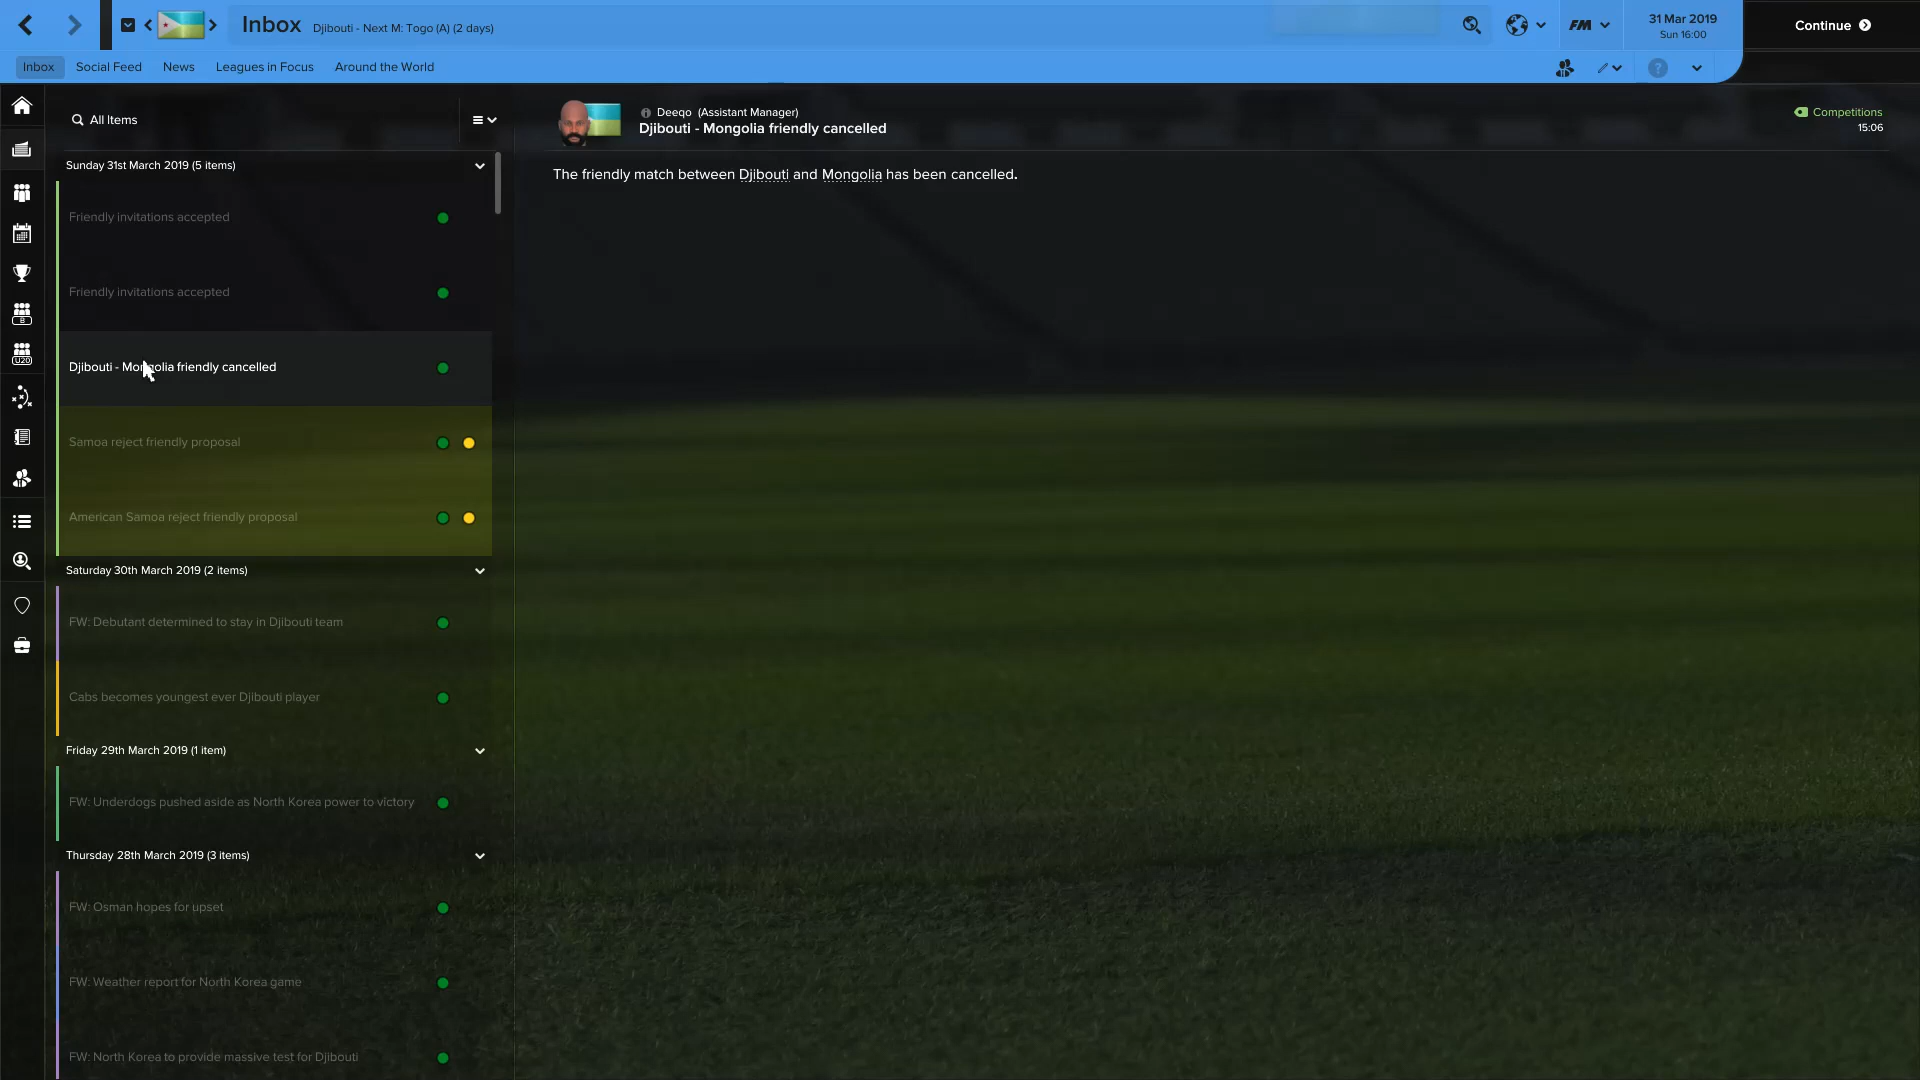 Inbox
Djibouti - Next M: Togo (A) (2 days)
FM
31 Mar 2019
Sun 16:00
Continue
Inbox
Social Feed
News
Leagues in Focus
Around the World
?
All Items
Sunday 31st March 2019 (5 items)
Friendly invitations accepted
Friendly invitations accepted
Djibouti - Mongolia friendly cancelled
Samoa reject friendly proposal
American Samoa reject friendly proposal
Saturday 30th March 2019 (2 items)
FW: Debutant determined to stay in Djibouti team
Cabs becomes youngest ever Djibouti player
Friday 29th March 2019 (1 item)
FW: Underdogs pushed aside as North Korea power to victory
Thursday 28th March 2019 (3 items)
FW: Osman hopes for upset
FW: Weather report for North Korea game
FW: North Korea to provide massive test for Djibouti
B
U20
Deeqo (Assistant Manager)
Djibouti - Mongolia friendly cancelled
Competitions
15:06
The friendly match between Djibouti and Mongolia has been cancelled.